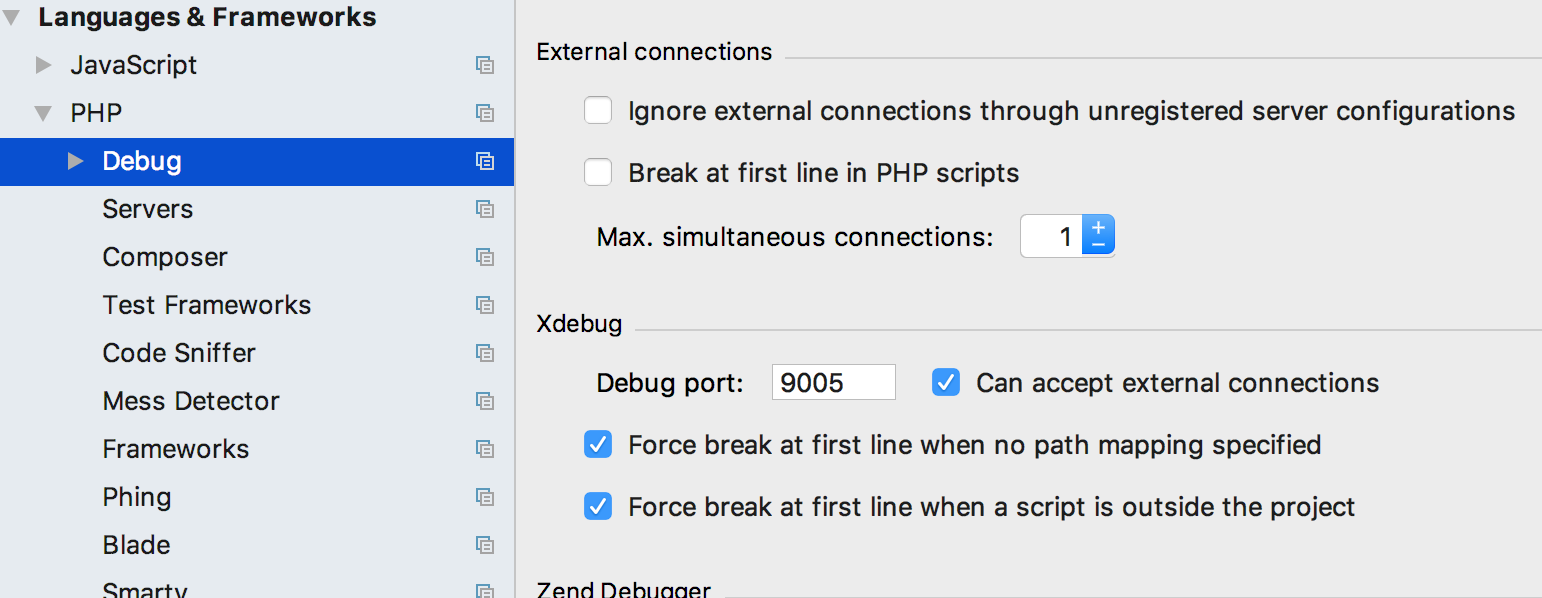 Languages & Frameworks
JavaScript
PHP
Debug
Servers
Composer
Test Frameworks
Code Sniffer
Mess Detector
Frameworks
Phing
Blade
Smarty
External connections
Ignore external connections through unregistered server configurations
Break at first line in PHP scripts
Max. simultaneous connections: 1
Xdebug
Debug port: 9005 Can accept external connections
Force break at first line when no path mapping specified
Force break at first line when a script is outside the project
Zend Debugger